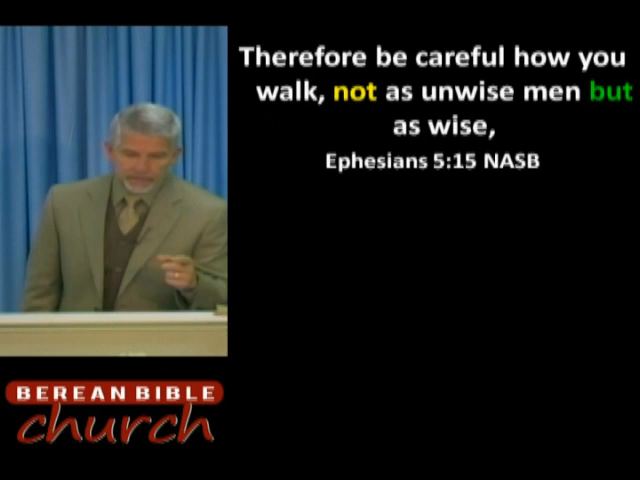 Therefore be careful how you
walk, not as unwise men but
as wise,
Ephesians 5:15 NASB
BEREAN BIBLE
church